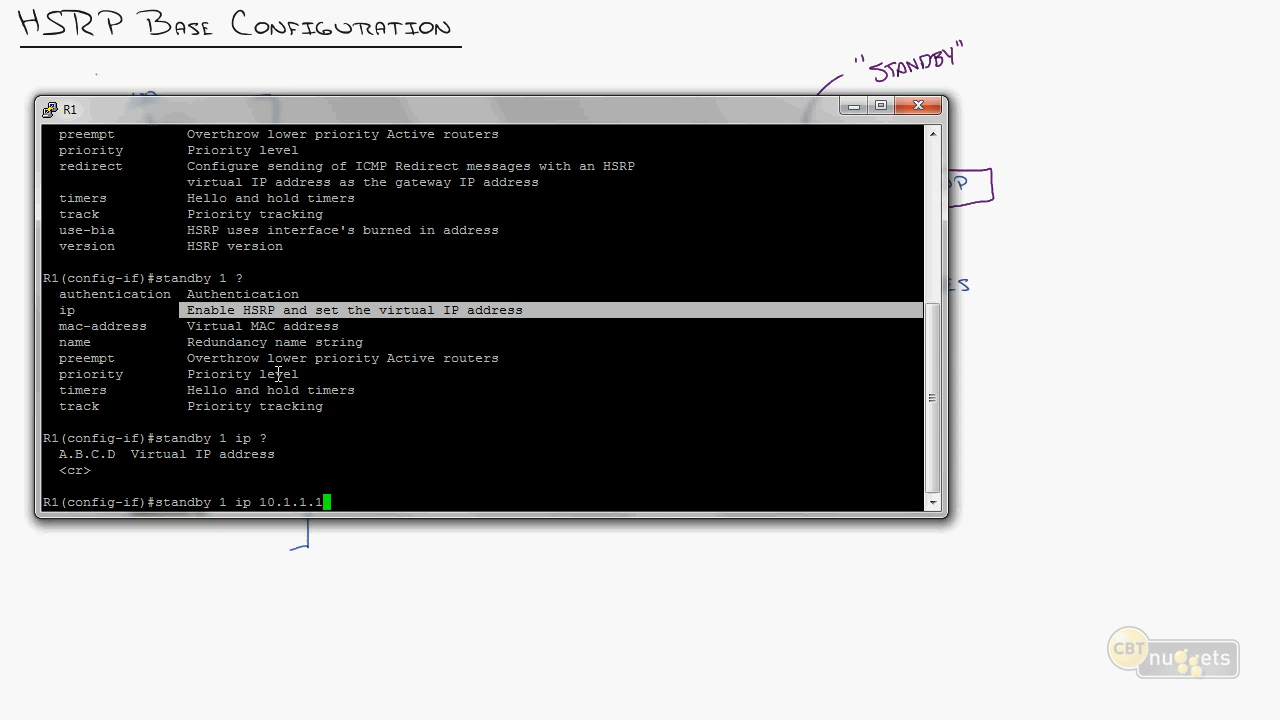 HSRP BASE CONFIGURATION
"STANDBY"
R1
preempt Overthrow lower priority Active routers
priority Priority level
redirect Configure sending of ICMP Redirect messages with an HSRP
virtual IP address as the gateway IP address
timers Hello and hold timers
track Priority tracking
use-bia HSRP uses interface's burned in address
version HSRP version
R1(config-if)#standby 1 ?
authentication Authentication
ip Enable HSRP and set the virtual IP address
mac-address Virtual MAC address
name Redundancy name string
preempt Overthrow lower priority Active routers
priority Priority level
timers Hello and hold timers
track Priority tracking
R1(config-if)#standby 1 ip ?
A.B.C.D Virtual IP address
<cr>
R1(config-if)#standby 1 ip 10.1.1.1
CBT nuggets